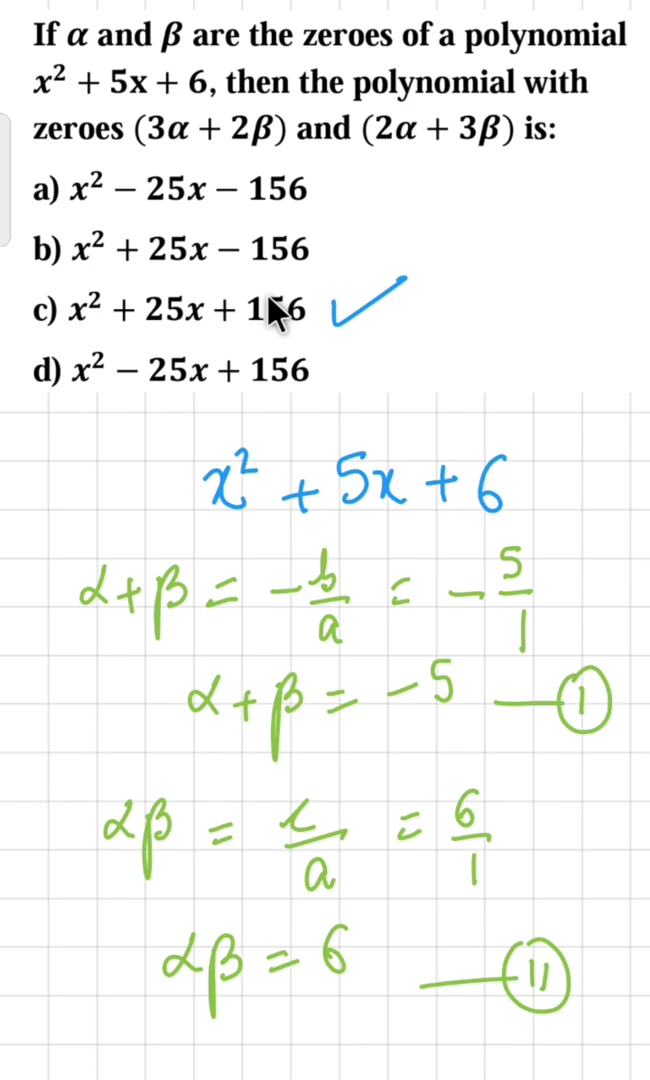 If α and β are the zeroes of a polynomial
x² + 5x + 6, then the polynomial with
zeroes (3α + 2β) and (2α + 3β) is:
a) x² − 25x − 156
b) x² + 25x − 156
c) x² + 25x + 156
d) x² − 25x + 156
x² + 5x + 6
α+β = -b/a = -5/1
α+β = -5 — ①
αβ = c/a = 6/1
αβ = 6 — ⑪